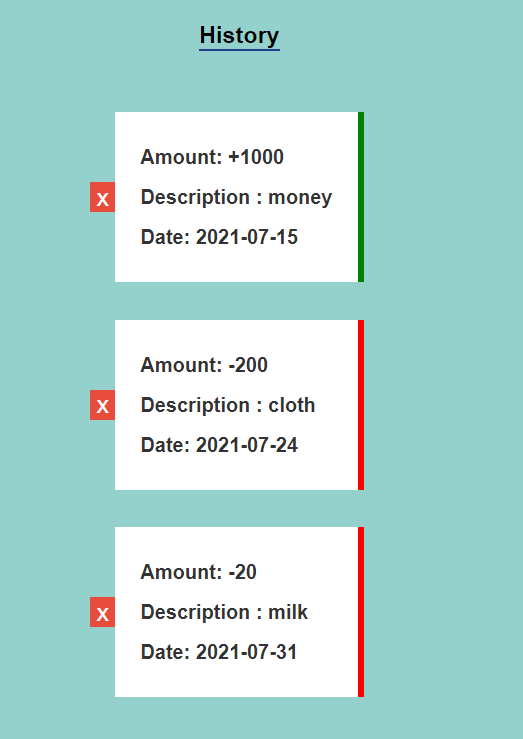 History
Amount: +1000
x
Description : money
Date: 2021-07-15
Amount: -200
x
Description : cloth
Date: 2021-07-24
Amount: -20
x
Description : milk
Date: 2021-07-31